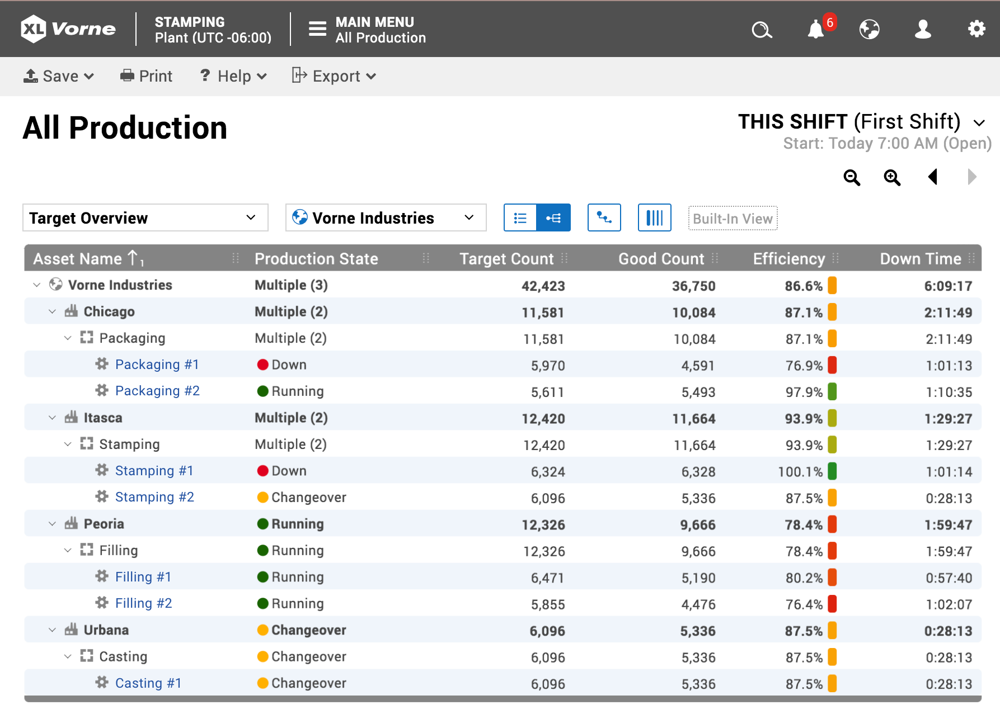 XL Vorne
STAMPING
Plant (UTC -06:00)
MAIN MENU
All Production
6
Save
Print
? Help
Export
All Production
THIS SHIFT (First Shift)
Start: Today 7:00 AM (Open)
Target Overview
Vorne Industries
Built-In View
Asset Name ↑1 Production State Target Count Good Count Efficiency Down Time
Vorne Industries Multiple (3) 42,423 36,750 86.6% 6:09:17
Chicago Multiple (2) 11,581 10,084 87.1% 2:11:49
Packaging Multiple (2) 11,581 10,084 87.1% 2:11:49
Packaging #1 Down 5,970 4,591 76.9% 1:01:13
Packaging #2 Running 5,611 5,493 97.9% 1:10:35
Itasca Multiple (2) 12,420 11,664 93.9% 1:29:27
Stamping Multiple (2) 12,420 11,664 93.9% 1:29:27
Stamping #1 Down 6,324 6,328 100.1% 1:01:14
Stamping #2 Changeover 6,096 5,336 87.5% 0:28:13
Peoria Running 12,326 9,666 78.4% 1:59:47
Filling Running 12,326 9,666 78.4% 1:59:47
Filling #1 Running 6,471 5,190 80.2% 0:57:40
Filling #2 Running 5,855 4,476 76.4% 1:02:07
Urbana Changeover 6,096 5,336 87.5% 0:28:13
Casting Changeover 6,096 5,336 87.5% 0:28:13
Casting #1 Changeover 6,096 5,336 87.5% 0:28:13